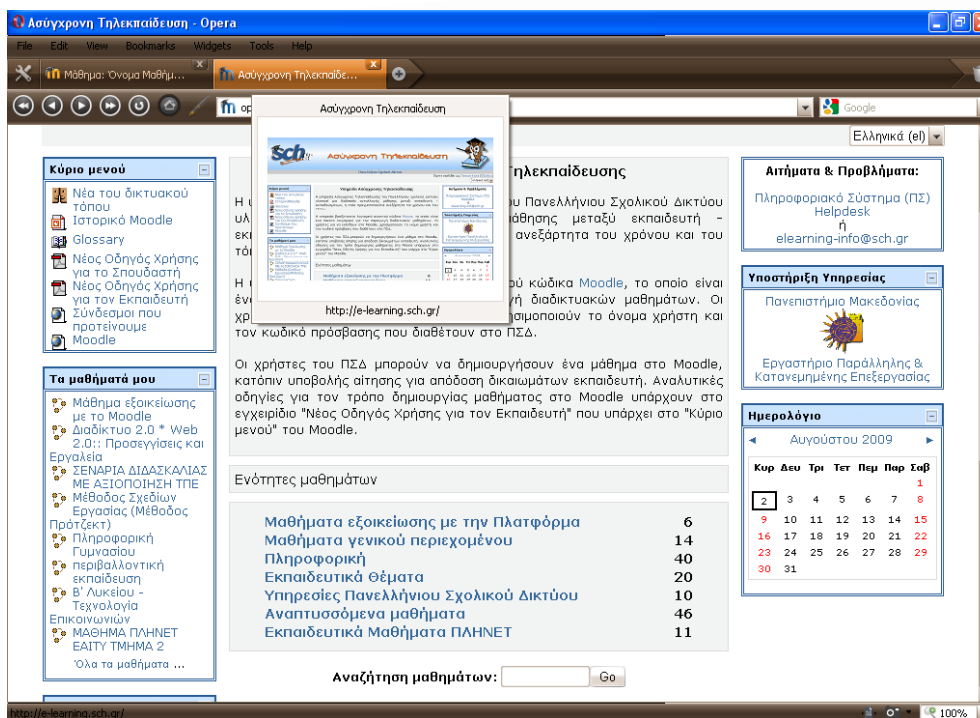 Ασύγχρονη Τηλεκπαίδευση - Opera
File Edit View Bookmarks Widgets Tools Help
Μάθημα: Όνομα Μαθήμ... Ασύγχρονη Τηλεκπαίδε...
op Google
Ασύγχρονη Τηλεκπαίδευση
sch Ασύγχρονη Τηλεκπαίδευση
http://e-learning.sch.gr/
Ελληνικά (el)
Κύριο μενού
Νέα του δικτυακού
τόπου
Ιστορικό Moodle
Glossary
Νέος Οδηγός Χρήσης
για το Σπουδαστή
Νέος Οδηγός Χρήσης
για τον Εκπαιδευτή
Σύνδεσμοι που
προτείνουμε
Moodle
Τα μαθήματά μου
Μάθημα εξοικείωσης
με το Moodle
Διαδίκτυο 2.0 * Web
2.0:: Προσεγγίσεις και
Εργαλεία
ΣΕΝΑΡΙΑ ΔΙΔΑΣΚΑΛΙΑΣ
ΜΕ ΑΞΙΟΠΟΙΗΣΗ ΤΠΕ
Μέθοδος Σχεδίων
Εργασίας (Μέθοδος
Πρότζεκτ)
Πληροφορική
Γυμνασίου
περιβαλλοντική
εκπαίδευση
Β' Λυκείου -
Τεχνολογία
Επικοινωνιών
ΜΑΘΗΜΑ ΠΛΗΝΕΤ
ΕΑΙΤΥ ΤΜΗΜΑ 2
Όλα τα μαθήματα ...
ηλεκπαίδευσης
Η υ ου Πανελλήνιου Σχολικού Δικτύου
υλ άθησης μεταξύ εκπαιδευτή –
εκπ ανεξάρτητα του χρόνου και του
τόπ
Η υ ού κώδικα Moodle, το οποίο είναι
ένα γή διαδικτυακών μαθημάτων. Οι
χρ ησιμοποιούν το όνομα χρήστη και
τον κωδικό πρόσβασης που διαθέτουν στο ΠΣΔ.
Οι χρήστες του ΠΣΔ μπορούν να δημιουργήσουν ένα μάθημα στο Moodle,
κατόπιν υποβολής αίτησης για απόδοση δικαιωμάτων εκπαιδευτή. Αναλυτικές
οδηγίες για τον τρόπο δημιουργίας μαθήματος στο Moodle υπάρχουν στο
εγχειρίδιο "Νέος Οδηγός Χρήσης για τον Εκπαιδευτή" που υπάρχει στο "Κύριο
μενού" του Moodle.
Ενότητες μαθημάτων
Μαθήματα εξοικείωσης με την Πλατφόρμα 6
Μαθήματα γενικού περιεχομένου 14
Πληροφορική 40
Εκπαιδευτικά Θέματα 20
Υπηρεσίες Πανελλήνιου Σχολικού Δικτύου 10
Αναπτυσσόμενα μαθήματα 46
Εκπαιδευτικά Μαθήματα ΠΛΗΝΕΤ 11
Αναζήτηση μαθημάτων: Go
Αιτήματα & Προβλήματα:
Πληροφοριακό Σύστημα (ΠΣ)
Helpdesk
ή
elearning-info@sch.gr
Υποστήριξη Υπηρεσίας
Πανεπιστήμιο Μακεδονίας
Εργαστήριο Παράλληλης &
Κατανεμημένης Επεξεργασίας
Ημερολόγιο
◄ Αυγούστου 2009 ►
Κυρ Δευ Τρι Τετ Πεμ Παρ Σαβ
1
2 3 4 5 6 7 8
9 10 11 12 13 14 15
16 17 18 19 20 21 22
23 24 25 26 27 28 29
30 31
http://e-learning.sch.gr/ 100%